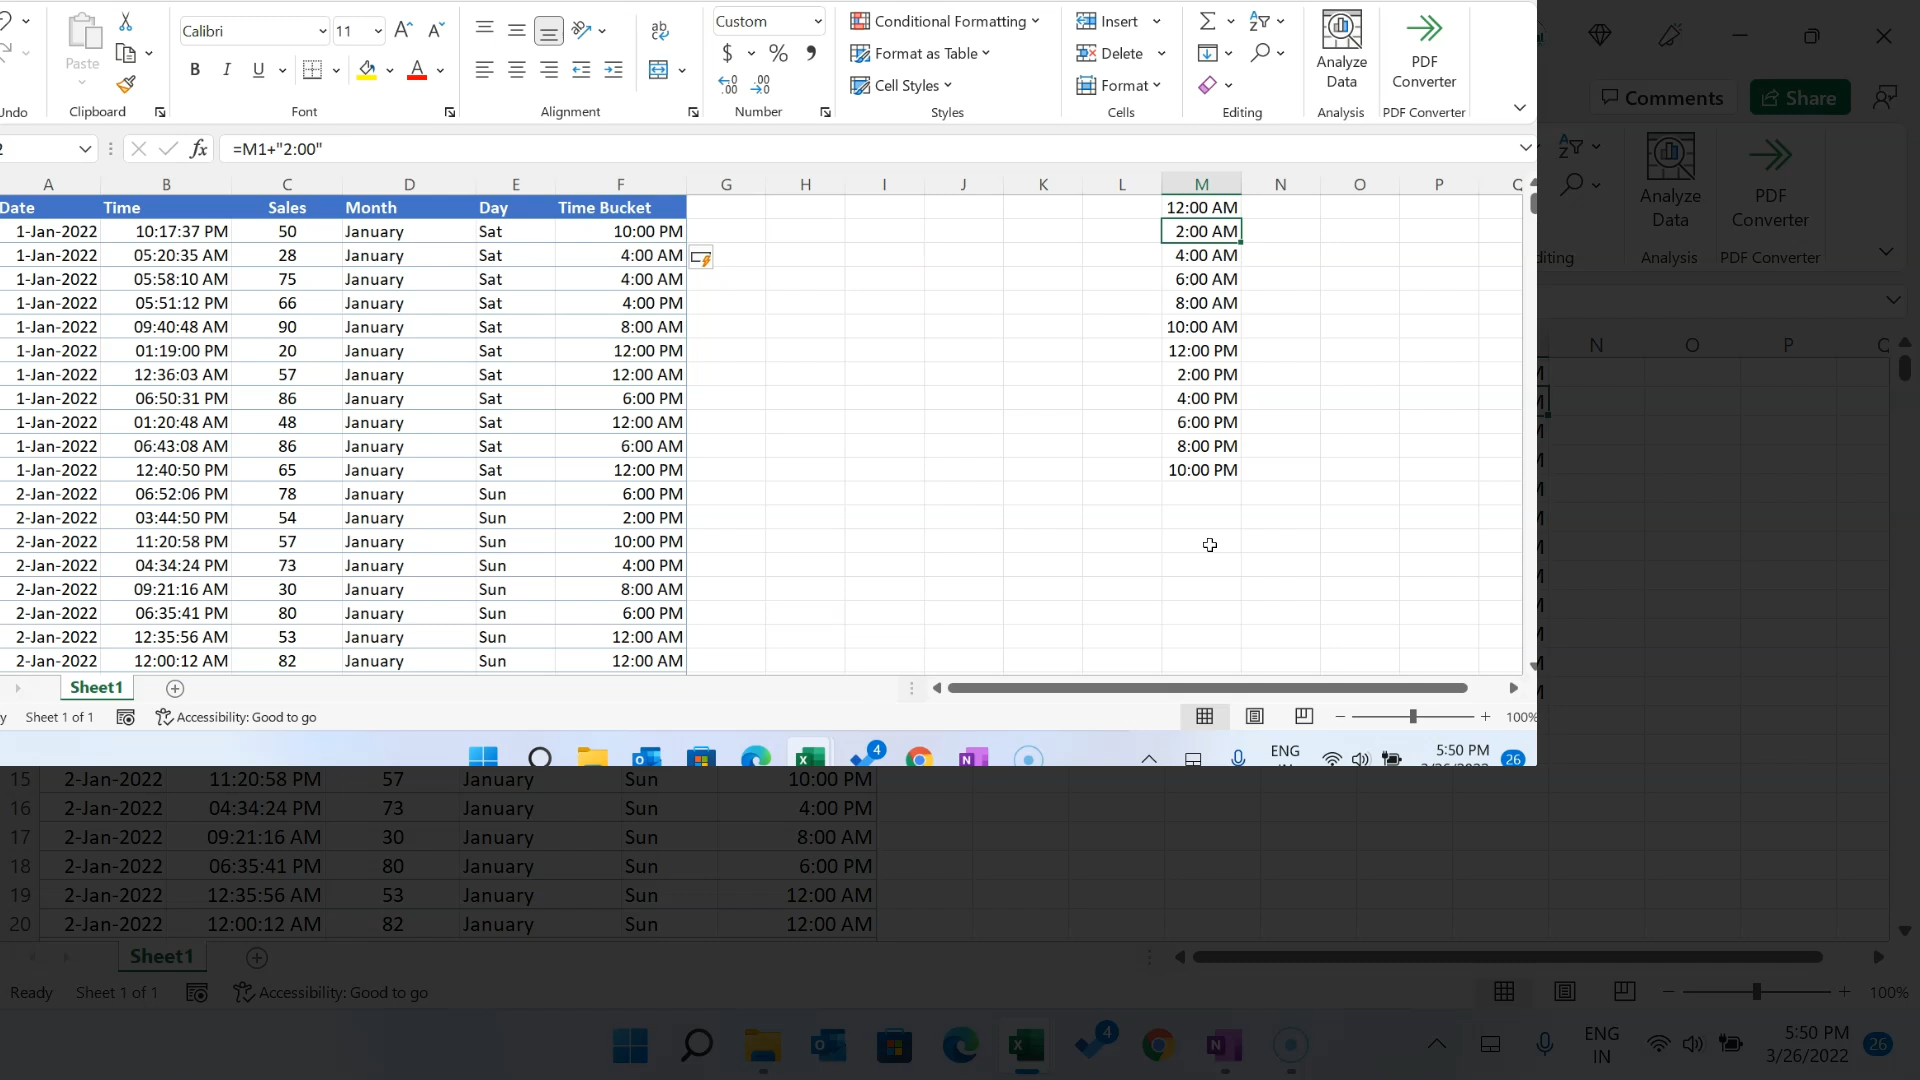 Calibri 11 Custom Conditional Formatting Insert
Paste B I U A $ % Format as Table Delete Analyze Data PDF Converter
Cell Styles Format
Undo Clipboard Font Alignment Number Styles Cells Editing Analysis PDF Converter
Comments Share
Analyze Data PDF Converter
Analysis PDF Converter
fx =M1+"2:00"
A B C D E F G H I J K L M N O P Q
Date Time Sales Month Day Time Bucket 12:00 AM
1-Jan-2022 10:17:37 PM 50 January Sat 10:00 PM 2:00 AM
1-Jan-2022 05:20:35 AM 28 January Sat 4:00 AM 4:00 AM
1-Jan-2022 05:58:10 AM 75 January Sat 4:00 AM 6:00 AM
1-Jan-2022 05:51:12 PM 66 January Sat 4:00 PM 8:00 AM
1-Jan-2022 09:40:48 AM 90 January Sat 8:00 AM 10:00 AM
1-Jan-2022 01:19:00 PM 20 January Sat 12:00 PM 12:00 PM
1-Jan-2022 12:36:03 AM 57 January Sat 12:00 AM 2:00 PM
1-Jan-2022 06:50:31 PM 86 January Sat 6:00 PM 4:00 PM
1-Jan-2022 01:20:48 AM 48 January Sat 12:00 AM 6:00 PM
1-Jan-2022 06:43:08 AM 86 January Sat 6:00 AM 8:00 PM
1-Jan-2022 12:40:50 PM 65 January Sat 12:00 PM 10:00 PM
2-Jan-2022 06:52:06 PM 78 January Sun 6:00 PM
2-Jan-2022 03:44:50 PM 54 January Sun 2:00 PM
2-Jan-2022 11:20:58 PM 57 January Sun 10:00 PM
2-Jan-2022 04:34:24 PM 73 January Sun 4:00 PM
2-Jan-2022 09:21:16 AM 30 January Sun 8:00 AM
2-Jan-2022 06:35:41 PM 80 January Sun 6:00 PM
2-Jan-2022 12:35:56 AM 53 January Sun 12:00 AM
2-Jan-2022 12:00:12 AM 82 January Sun 12:00 AM
N O P Q
Sheet1
Sheet 1 of 1 Accessibility: Good to go 100%
4 ENG 5:50 PM 26
15 2-Jan-2022 11:20:58 PM 57 January Sun 10:00 PM
16 2-Jan-2022 04:34:24 PM 73 January Sun 4:00 PM
17 2-Jan-2022 09:21:16 AM 30 January Sun 8:00 AM
18 2-Jan-2022 06:35:41 PM 80 January Sun 6:00 PM
19 2-Jan-2022 12:35:56 AM 53 January Sun 12:00 AM
20 2-Jan-2022 12:00:12 AM 82 January Sun 12:00 AM
Sheet1
Ready Sheet 1 of 1 Accessibility: Good to go 100%
4 ENG IN 5:50 PM 3/26/2022 26